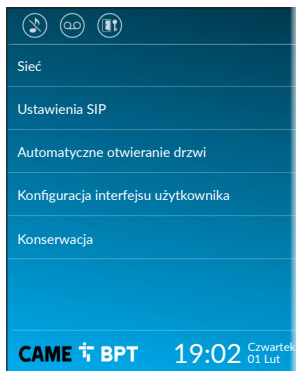 Sieć
Ustawienia SIP
Automatyczne otwieranie drzwi
Konfiguracja interfejsu użytkownika
Konserwacja
CAME BPT 19:02 Czwartek
01 Lut